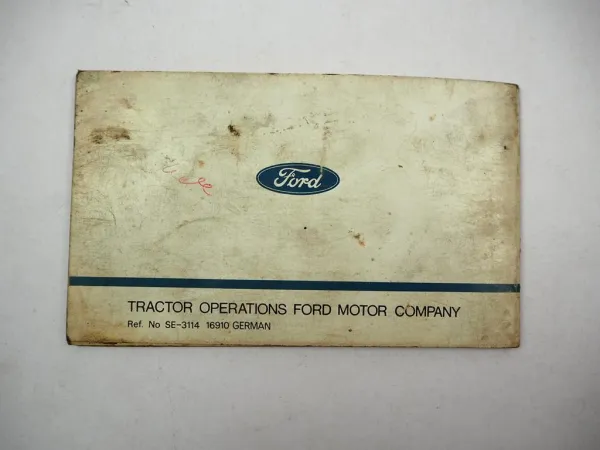 Ford
TRACTOR OPERATIONS FORD MOTOR COMPANY
Ref. No SE-3114 16910 GERMAN